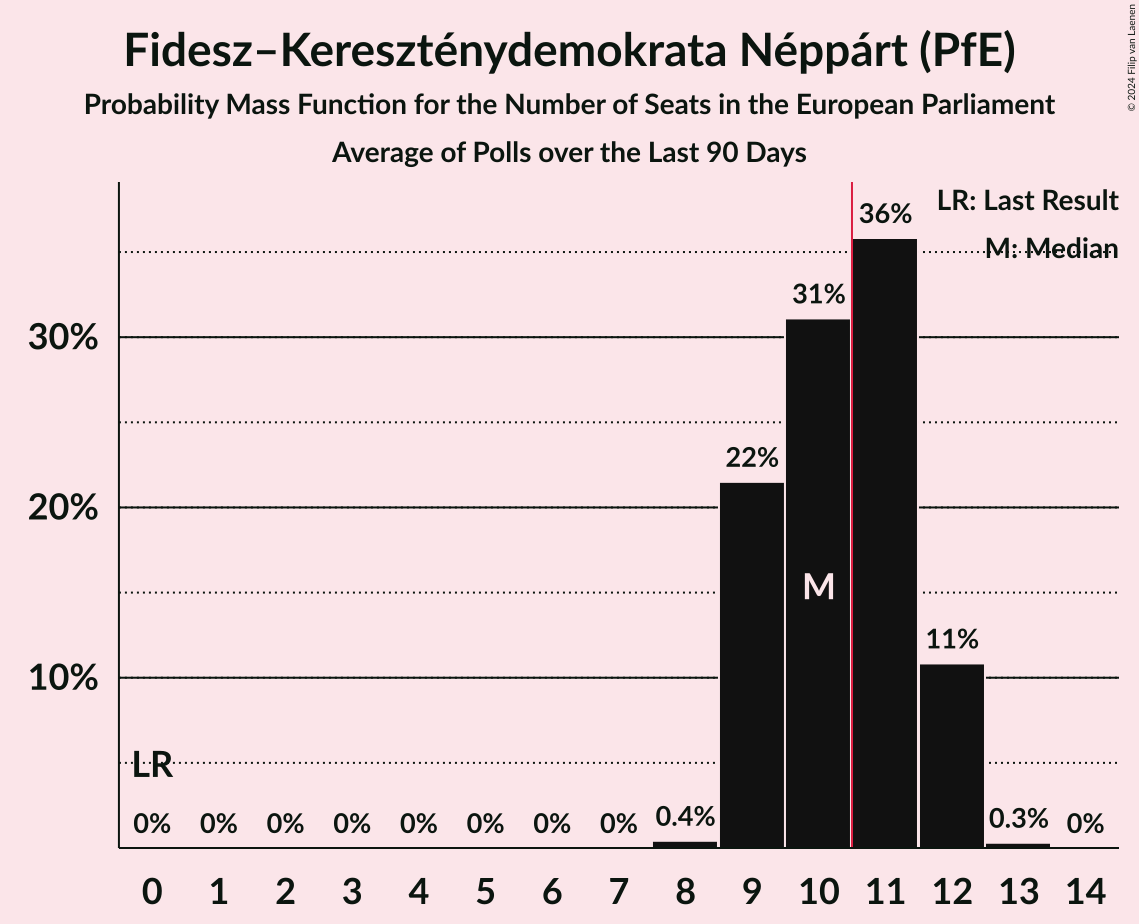 Fidesz–Kereszténydemokrata Néppárt (PfE)
Probability Mass Function for the Number of Seats in the European Parliament
Average of Polls over the Last 90 Days
© 2024 Filip van Laenen
LR: Last Result
M: Median
30%
20%
10%
LR
M
0% 0% 0% 0% 0% 0% 0% 0% 0.4% 22% 31% 36% 11% 0.3% 0%
0 1 2 3 4 5 6 7 8 9 10 11 12 13 14